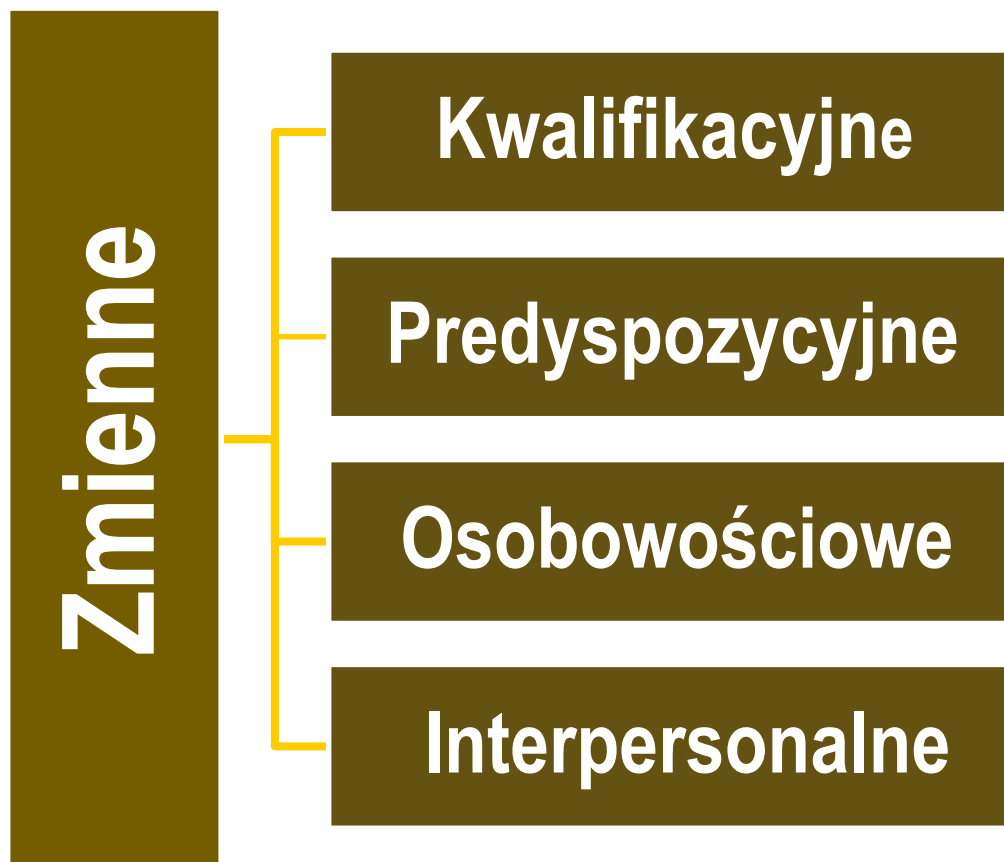 Zmienne
Kwalifikacyjne
Predyspozycyjne
Osobowościowe
Interpersonalne